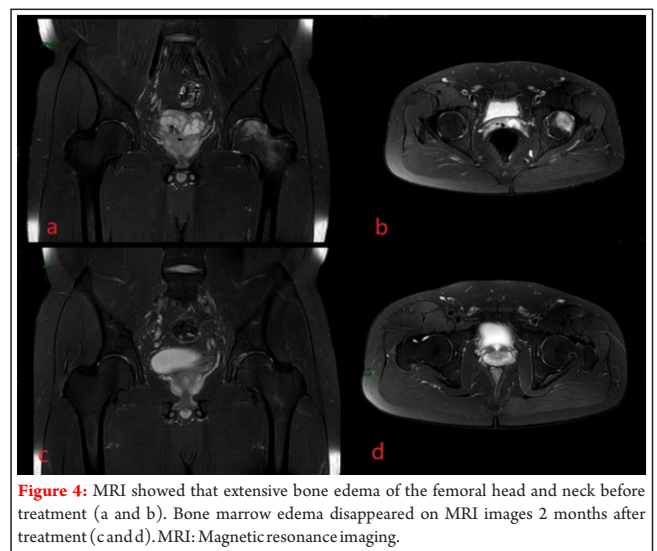 a
b
c
d
Figure 4: MRI showed that extensive bone edema of the femoral head and neck before
treatment (a and b). Bone marrow edema disappeared on MRI images 2 months after
treatment (c and d). MRI: Magnetic resonance imaging.